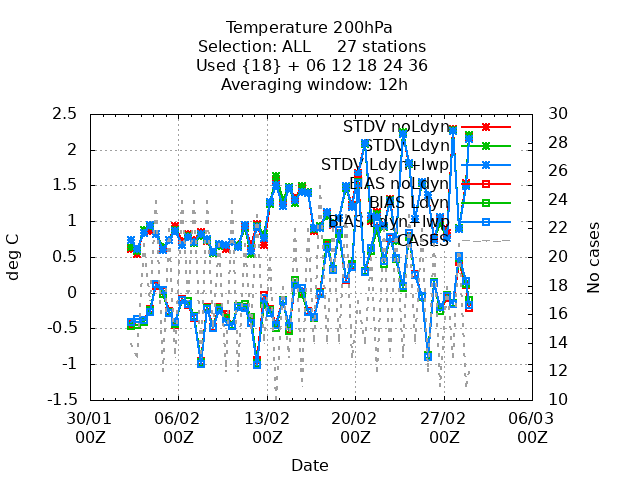 Temperature 200hPa
Selection: ALL 27 stations
Used {18} + 06 12 18 24 36
Averaging window: 12h
2.5
2
1.5
1
0.5
0
-0.5
-1
-1.5
deg C
30
28
26
24
22
20
18
16
14
12
10
No cases
STDV noLdyn
STDV Ldyn
STDV Ldyn+lwp
BIAS noLdyn
BIAS Ldyn
BIAS Ldyn+lwp
CASES
30/01 06/02 13/02 20/02 27/02 06/03
00Z 00Z 00Z 00Z 00Z 00Z
Date